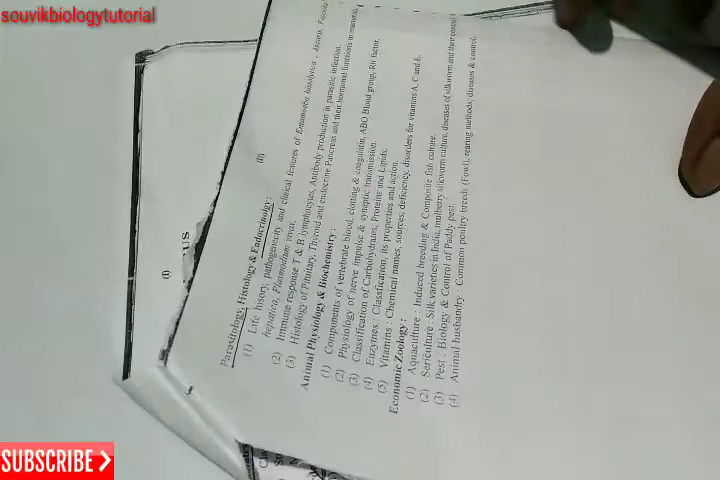 souvikbiologytutorial
(I)
US
(II)
Parasitology, Histology & Endocrinolgy:
(1) Life hisory, pathogenecity and clinical features of Entamoeba histolytica, Ascaris, Fasciola
hepatica, Plasmodium vivax.
(2) Immune response T & B lymphocytes, Antibody production in parasitic infection.
(3) Histology of Pituitary, Thyroid and endocrine Pancreas and their hormonal functions in
Animal Physiology & Biochemistry :
(1) Components of vertebrate blood, clotting & coagulatin, ABO Blood group, Rh factor.
(2) Physiology of nerve impulse & synaptic transmission.
(3) Classification of Carbohydrates, Proteins and Lipids.
(4) Enzymes : Classfication, its properties and action.
(5) Vitamins : Chemical names, sources, deficiency, disorders for vitamins A, C and E.
Economic Zoology :
(1) Aquaculture : Induced breeding & Composite fish culture.
(2) Sericulture : Silk varieties in India, mulberry silkworm culture, diseases of silkworm and their control
(3) Pest : Biology & Control of Paddy pest.
(4) Animal husbandry : Common poultry breeds (Fowl), rearing methods, diseases & control.
SUBSCRIBE